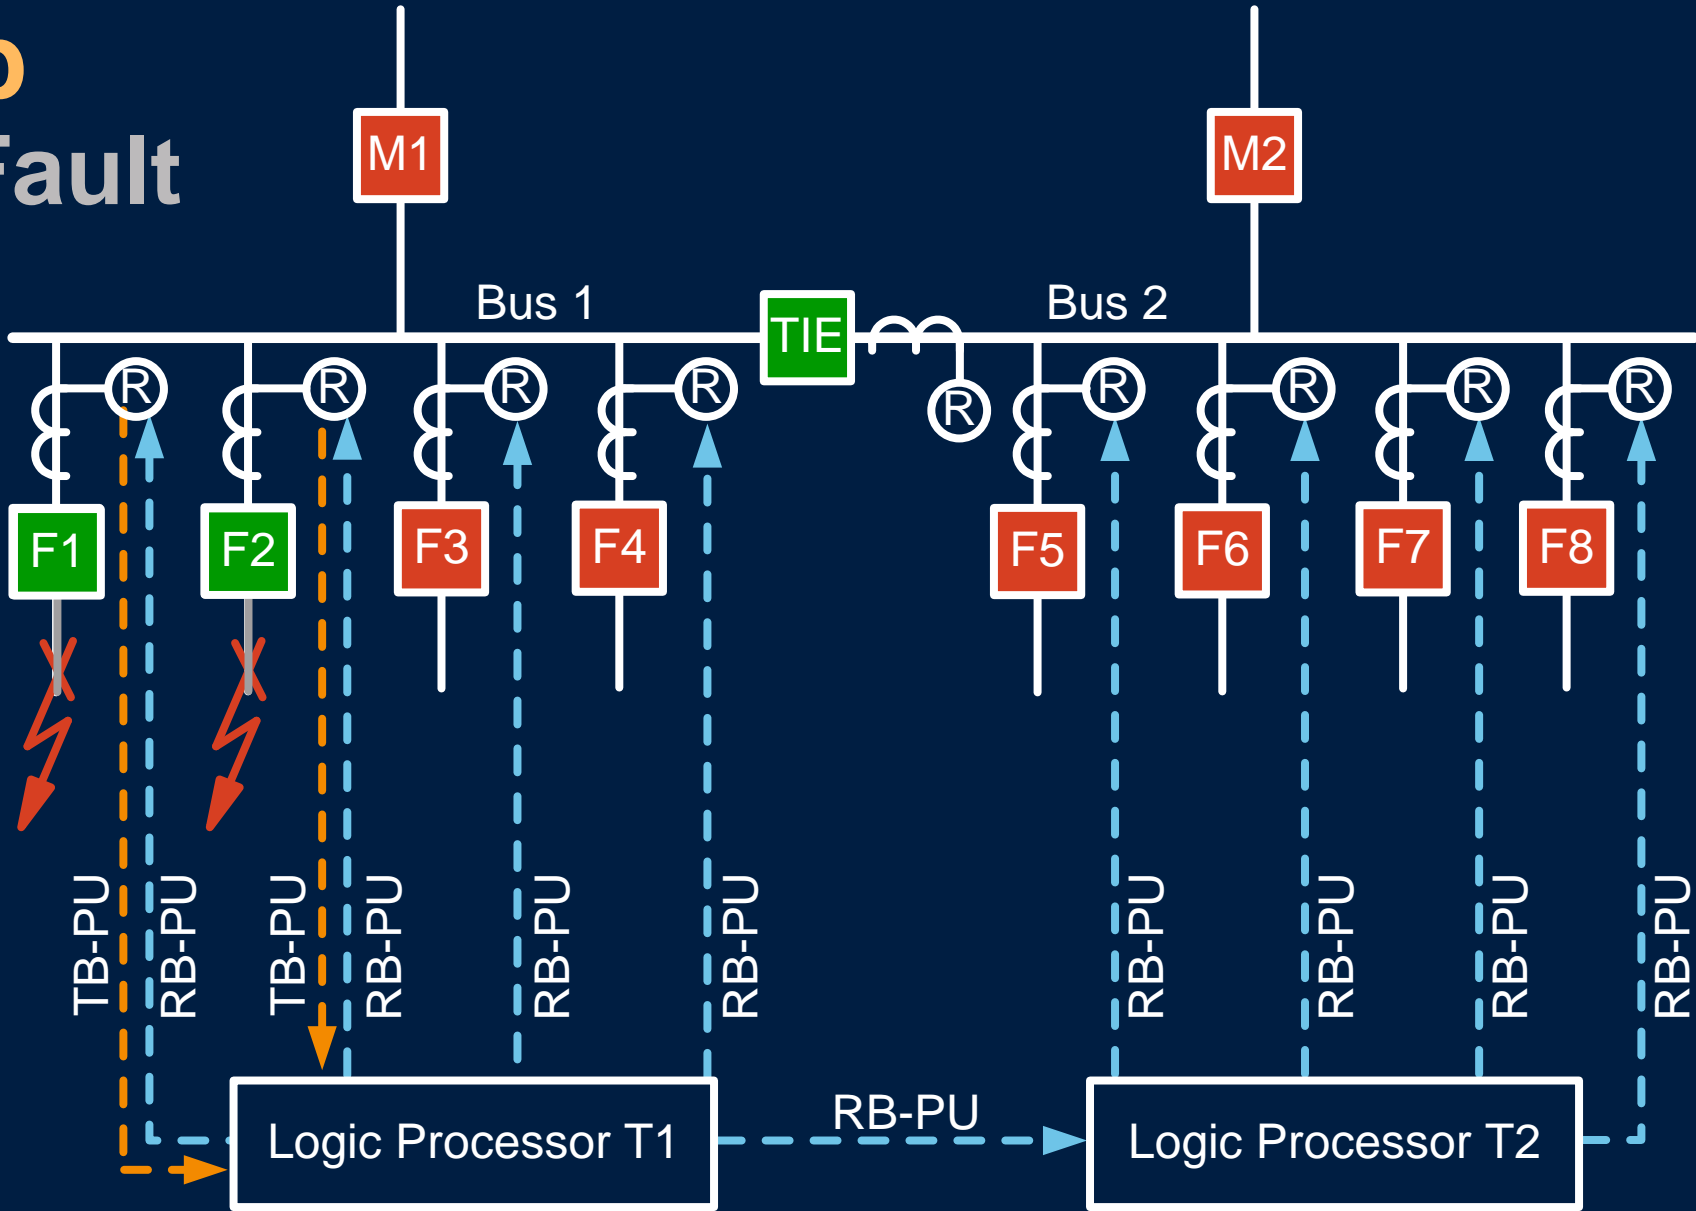 Fault
M1
M2
Bus 1
TIE
Bus 2
R
R
R
R
R
R
R
R
R
F1
F2
F3
F4
F5
F6
F7
F8
TB-PU
RB-PU
TB-PU
RB-PU
RB-PU
RB-PU
RB-PU
RB-PU
RB-PU
RB-PU
Logic Processor T1
RB-PU
Logic Processor T2